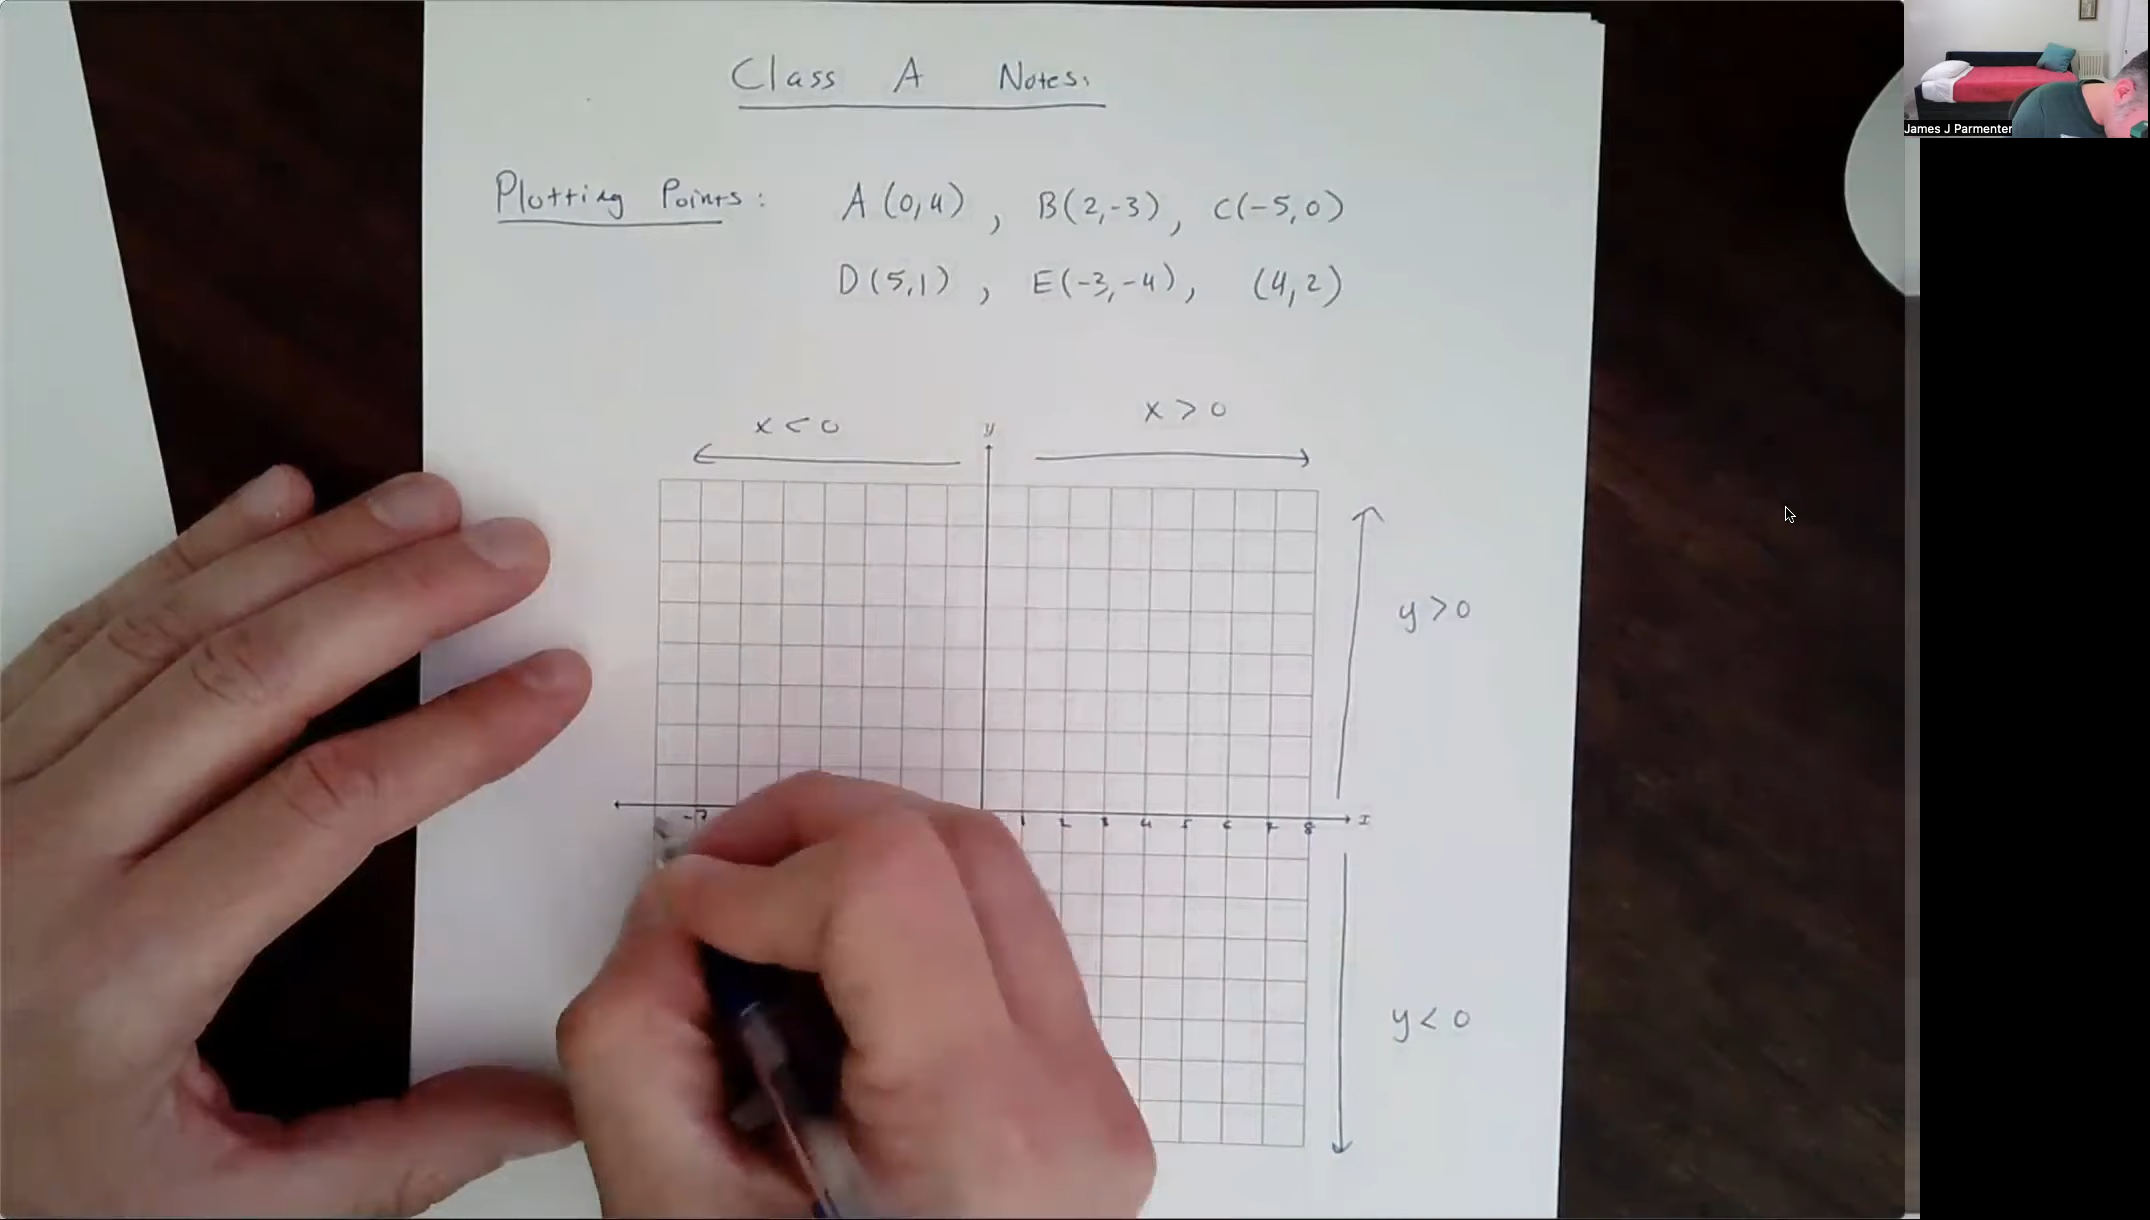 Class A Notes:
Plotting Points: A(0,4), B(2,-3), C(-5,0)
D(5,1), E(-3,-4), (4,2)
x < 0
x > 0
y
y > 0
-7 1 2 3 4 5 6 7 8 x
y < 0
James J Parmenter